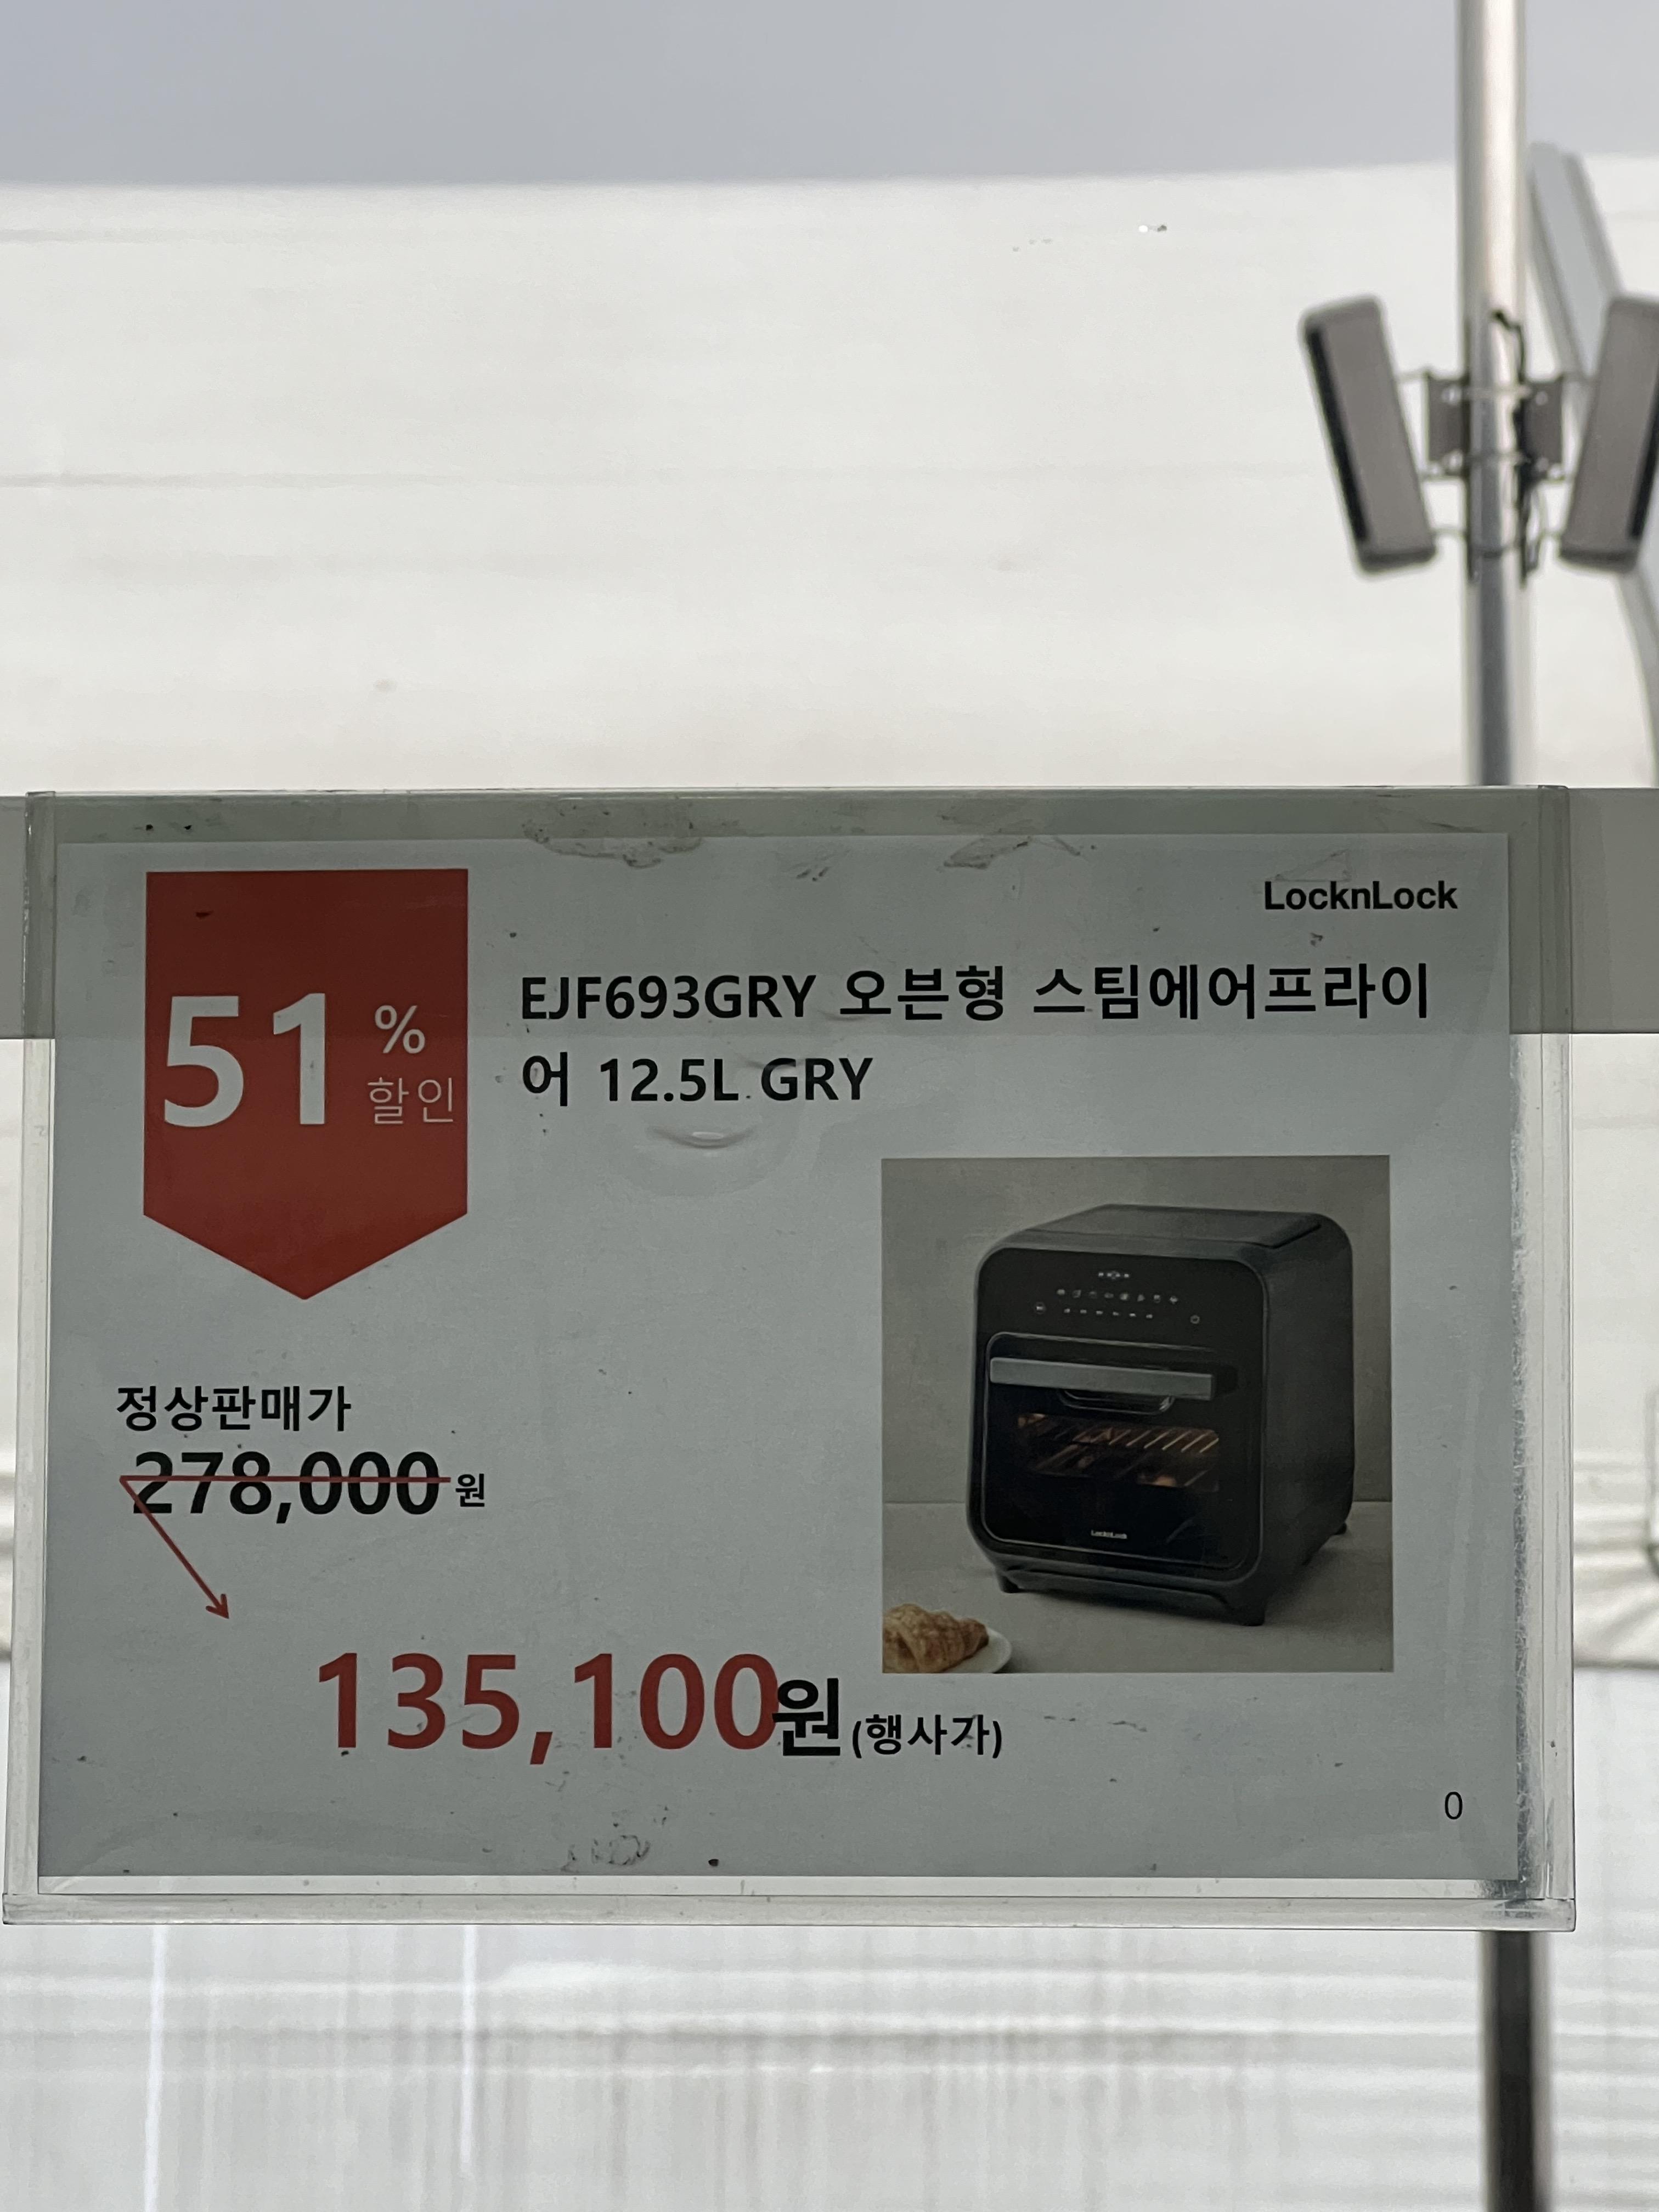 LocknLock
51 % 할인
EJF693GRY 오븐형 스팀에어프라이
어 12.5L GRY
LocknLock
정상판매가
278,000원
135,100원(행사가)
0